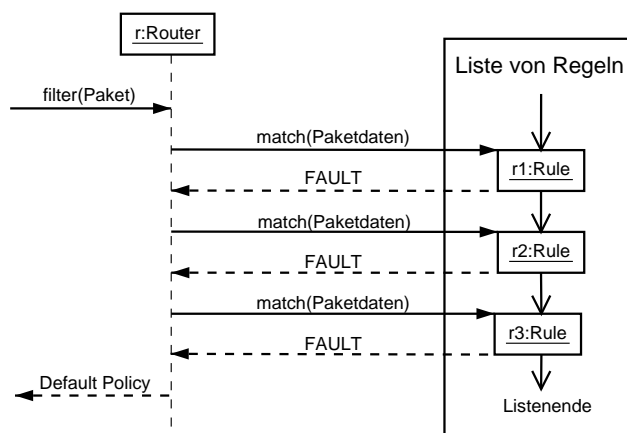 r:Router
Liste von Regeln
filter(Paket)
match(Paketdaten)
r1:Rule
FAULT
match(Paketdaten)
r2:Rule
FAULT
match(Paketdaten)
r3:Rule
FAULT
Default Policy
Listenende